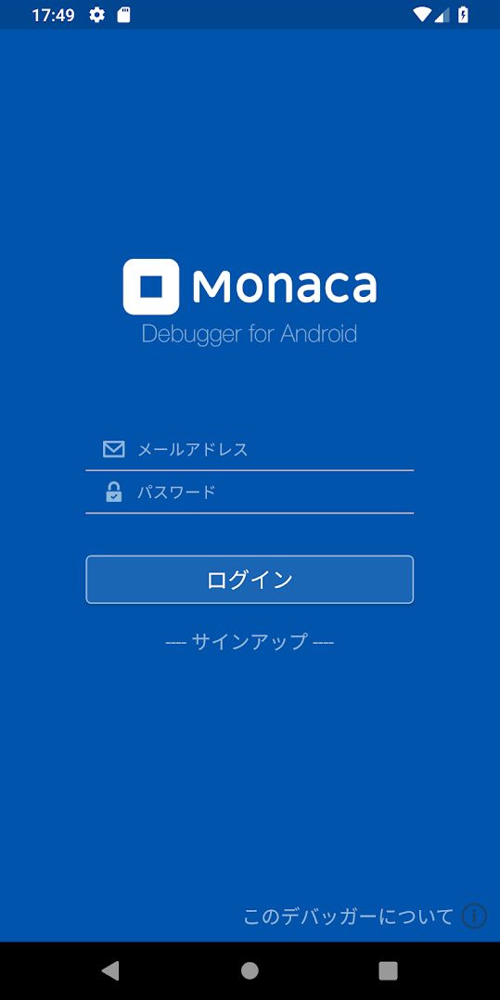 17:49
Monaca
Debugger for Android
メールアドレス
パスワード
ログイン
---- サインアップ ----
このデバッガーについて